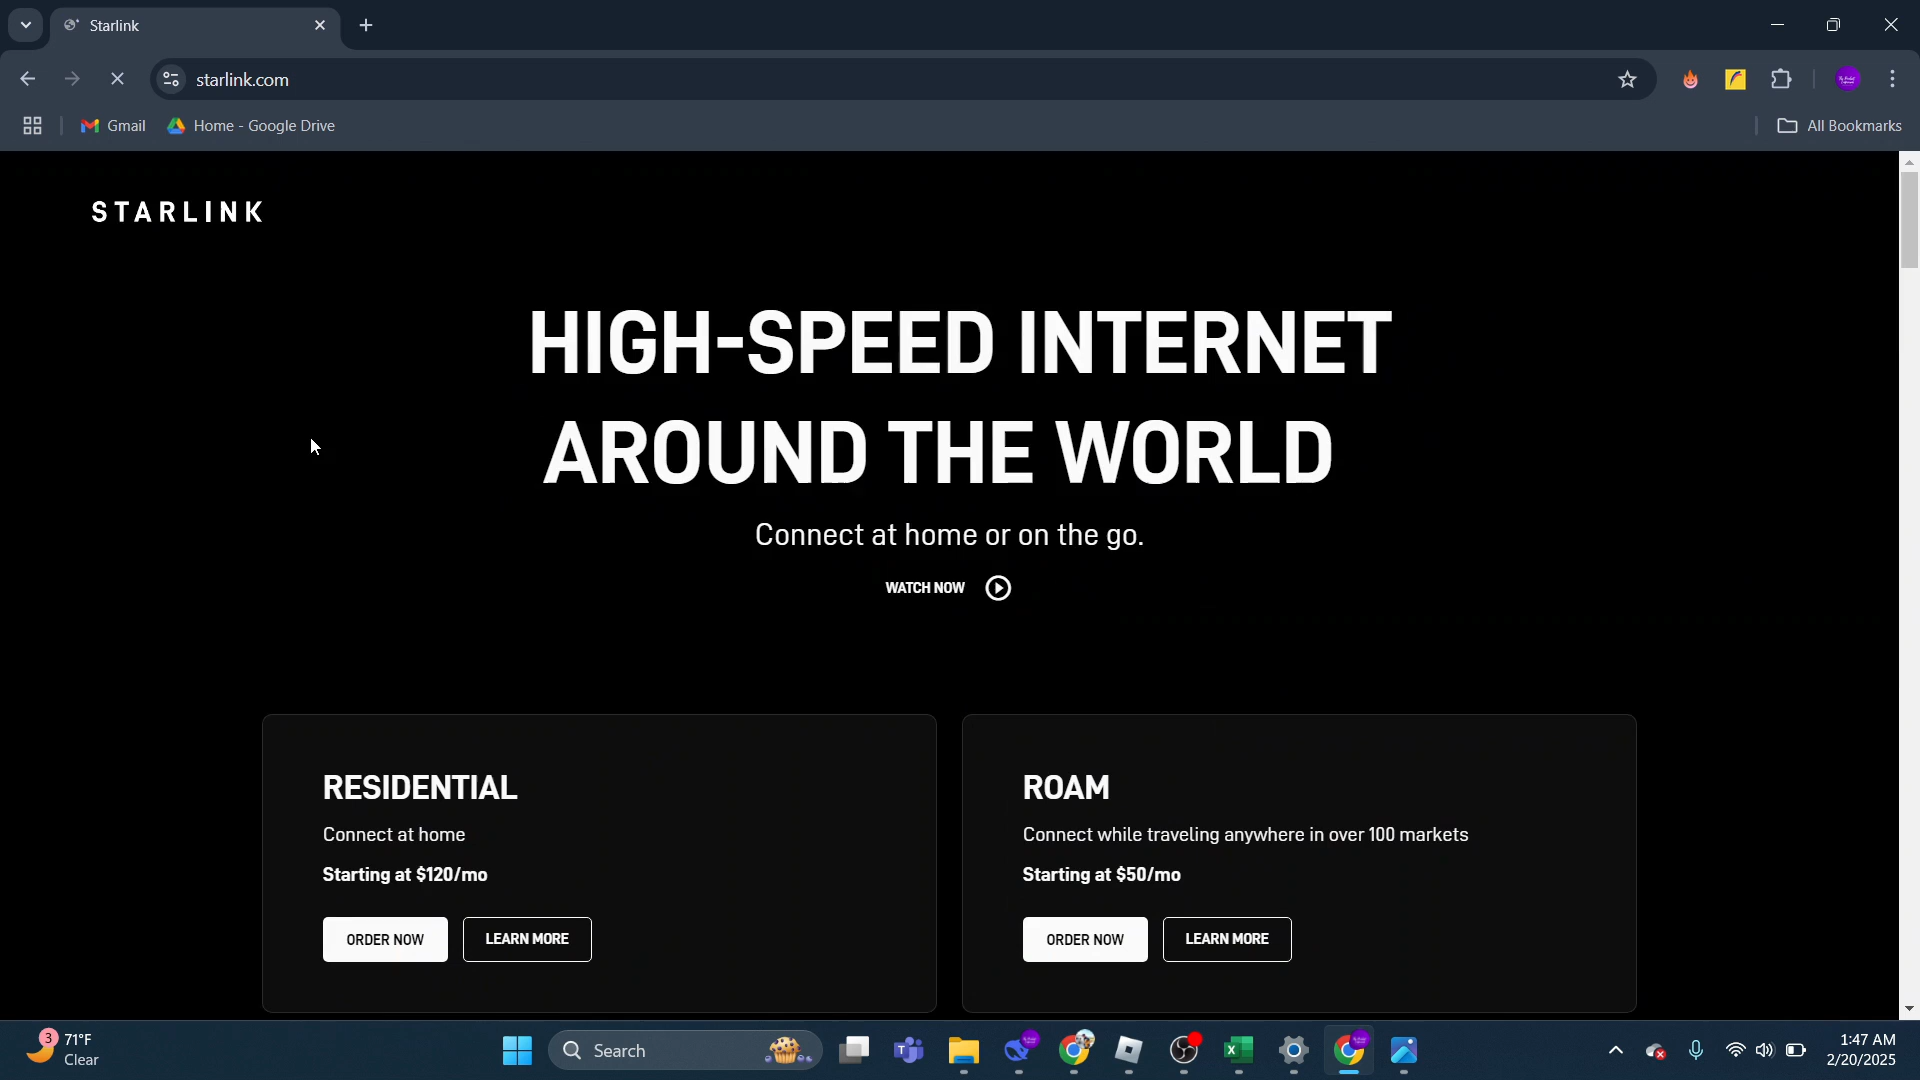 Starlink
starlink.com
Gmail
Home - Google Drive
All Bookmarks
STARLINK
HIGH-SPEED INTERNET
AROUND THE WORLD
Connect at home or on the go.
WATCH NOW
RESIDENTIAL
Connect at home
Starting at $120/mo
ORDER NOW
LEARN MORE
ROAM
Connect while traveling anywhere in over 100 markets
Starting at $50/mo
ORDER NOW
LEARN MORE
3
71°F
Clear
Search
1:47 AM
2/20/2025